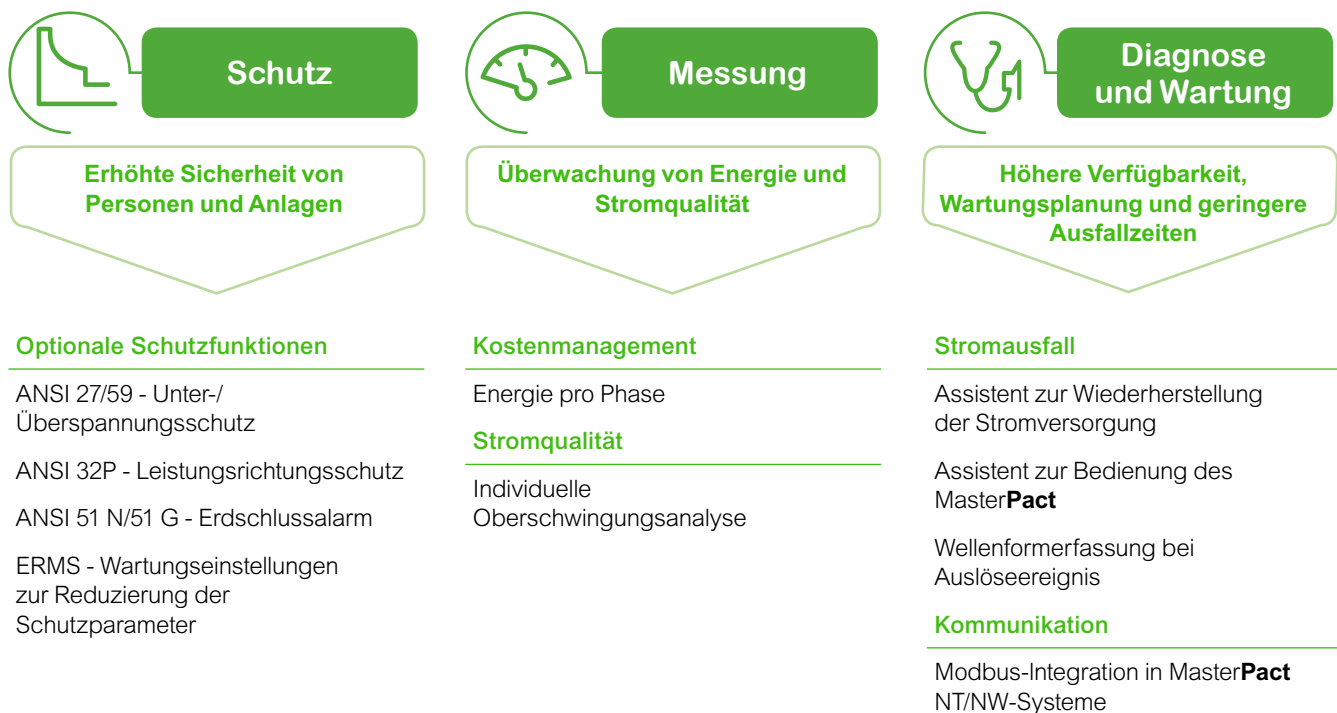 Schutz
Erhöhte Sicherheit von
Personen und Anlagen
Optionale Schutzfunktionen
ANSI 27/59 - Unter-/
Überspannungsschutz
ANSI 32P - Leistungsrichtungsschutz
ANSI 51 N/51 G - Erdschlussalarm
ERMS - Wartungseinstellungen
zur Reduzierung der
Schutzparameter
Messung
Überwachung von Energie und
Stromqualität
Kostenmanagement
Energie pro Phase
Stromqualität
Individuelle
Oberschwingungsanalyse
Diagnose
und Wartung
Höhere Verfügbarkeit,
Wartungsplanung und geringere
Ausfallzeiten
Stromausfall
Assistent zur Wiederherstellung
der Stromversorgung
Assistent zur Bedienung des
MasterPact
Wellenformerfassung bei
Auslöseereignis
Kommunikation
Modbus-Integration in MasterPact
NT/NW-Systeme